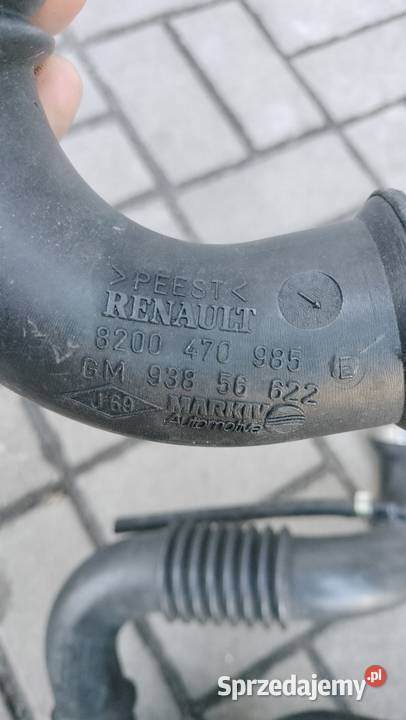 >PEEST<
RENAULT
8200 470 985
E
GM 938 56 622
J69
MARKIV
Automotive
Sprzedajemy.pl